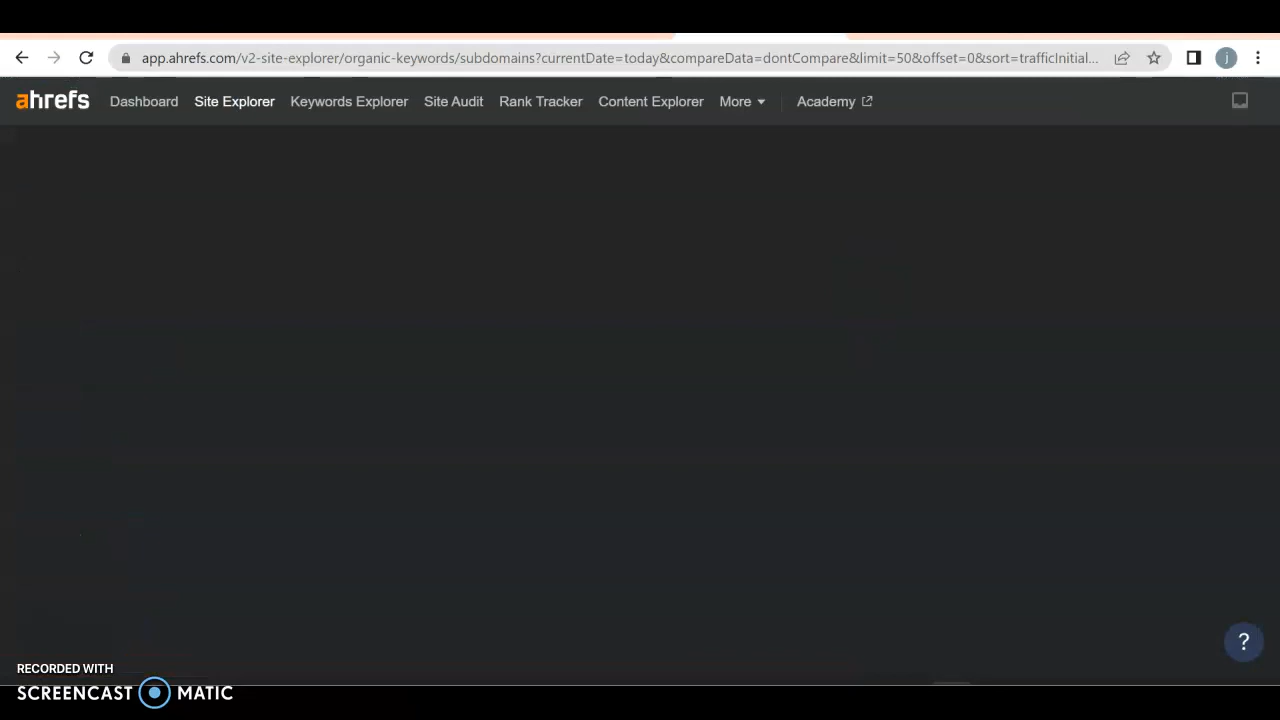 app.ahrefs.com/v2-site-explorer/organic-keywords/subdomains?currentDate=today&compareData=dontCompare&limit=50&offset=0&sort=trafficInitial...
j
ahrefs Dashboard Site Explorer Keywords Explorer Site Audit Rank Tracker Content Explorer More Academy
?
RECORDED WITH
SCREENCAST MATIC